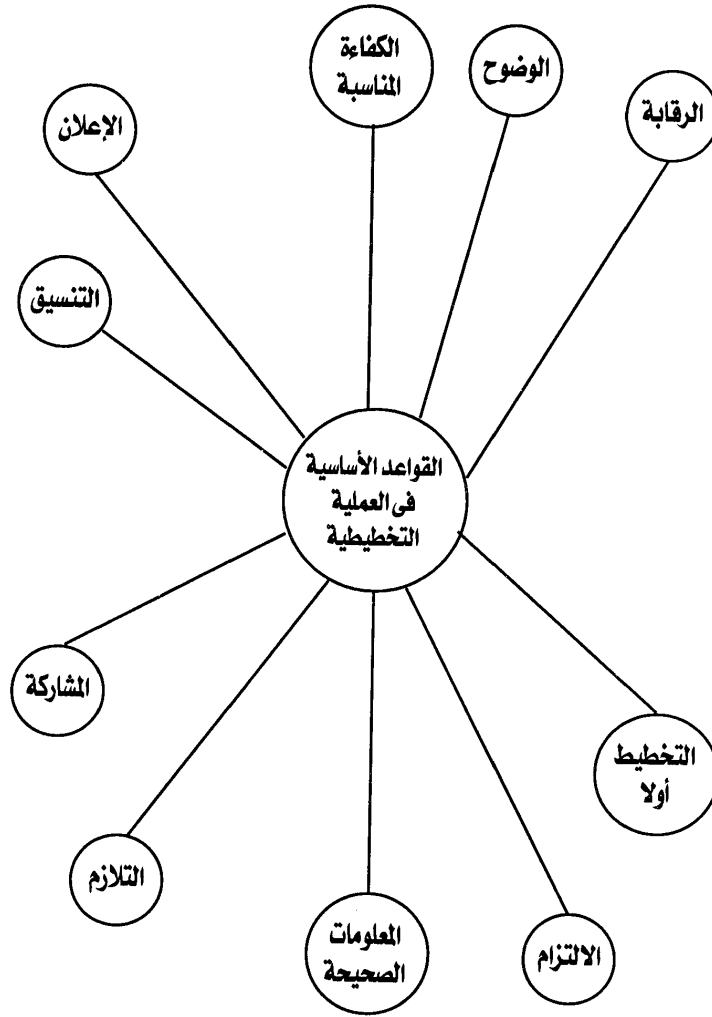 الكفاءة
المناسبة
الوضوح
الرقابة
الإعلان
التنسيق
القواعد الأساسية
فى العملية
التخطيطية
المشاركة
التخطيط
أولا
التلازم
المعلومات
الصحيحة
الالتزام